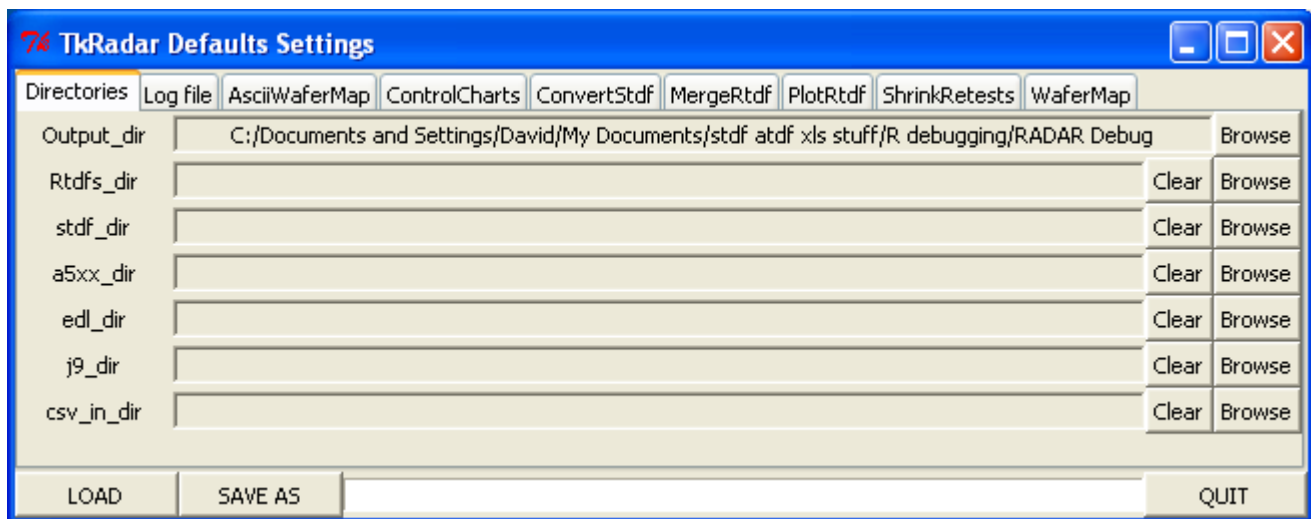 TkRadar Defaults Settings
Directories Log file AsciiWaferMap ControlCharts ConvertStdf MergeRtdf PlotRtdf ShrinkRetests WaferMap
Output_dir C:/Documents and Settings/David/My Documents/stdf atdf xls stuff/R debugging/RADAR Debug Browse
Rtdfs_dir Clear Browse
stdf_dir Clear Browse
a5xx_dir Clear Browse
edl_dir Clear Browse
j9_dir Clear Browse
csv_in_dir Clear Browse
LOAD SAVE AS QUIT